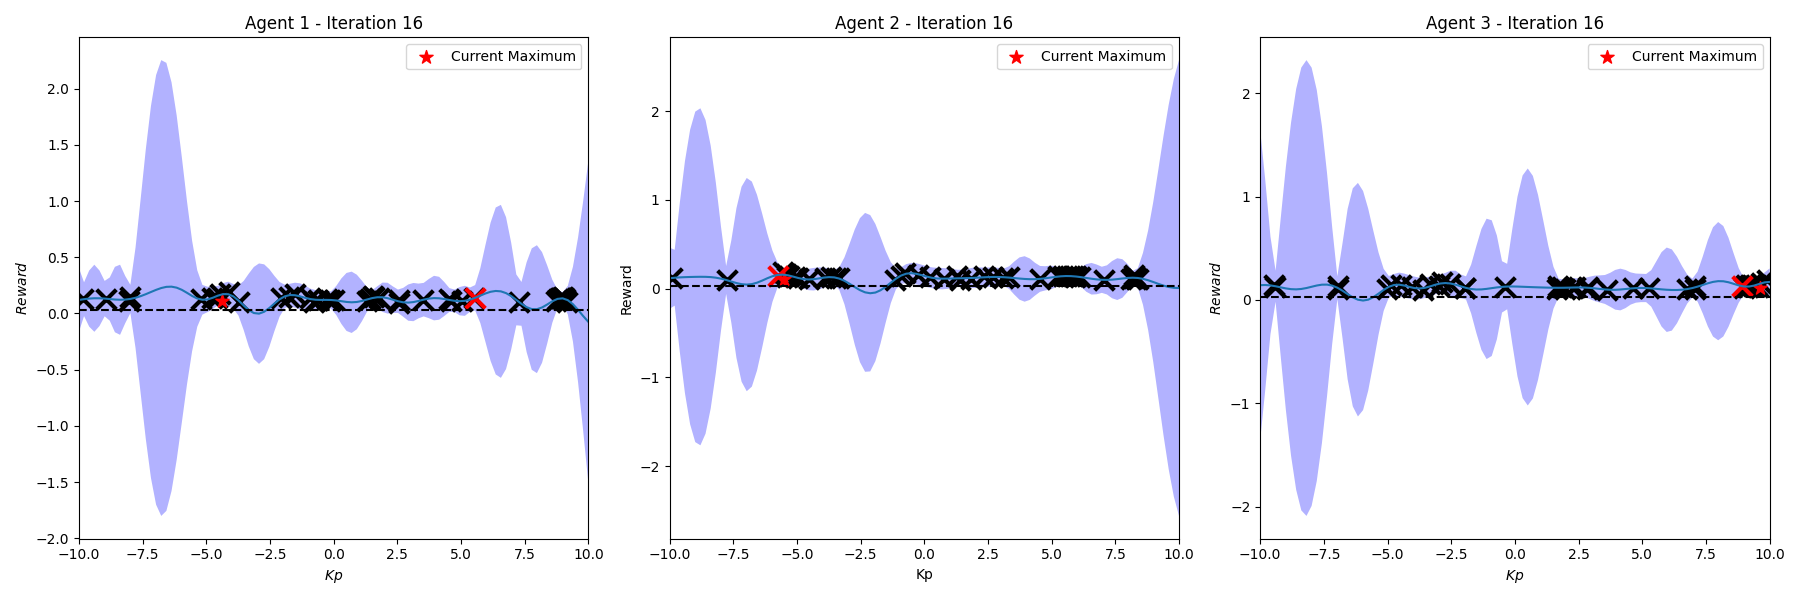 Agent 1 - Iteration 16
Current Maximum
2.0
1.5
1.0
0.5
0.0
−0.5
−1.0
−1.5
−2.0
Reward
−10.0 −7.5 −5.0 −2.5 0.0 2.5 5.0 7.5 10.0
Kp
Agent 2 - Iteration 16
Current Maximum
2
1
0
−1
−2
Reward
−10.0 −7.5 −5.0 −2.5 0.0 2.5 5.0 7.5 10.0
Kp
Agent 3 - Iteration 16
Current Maximum
2
1
0
−1
−2
Reward
−10.0 −7.5 −5.0 −2.5 0.0 2.5 5.0 7.5 10.0
Kp